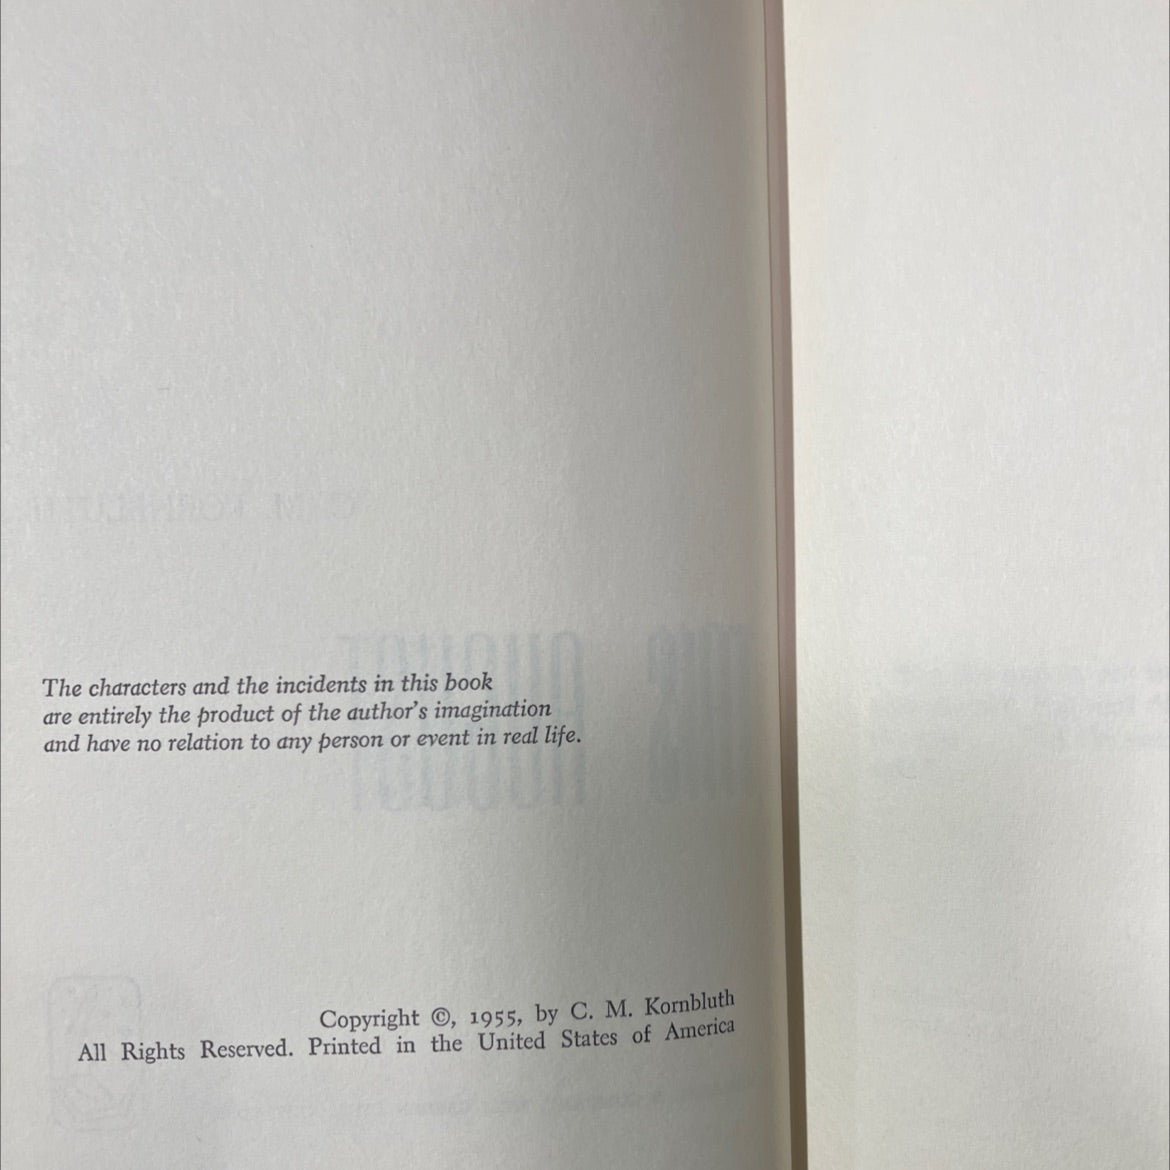 The characters and the incidents in this book
are entirely the product of the author's imagination
and have no relation to any person or event in real life.
Copyright ©, 1955, by C. M. Kornbluth
All Rights Reserved. Printed in the United States of America